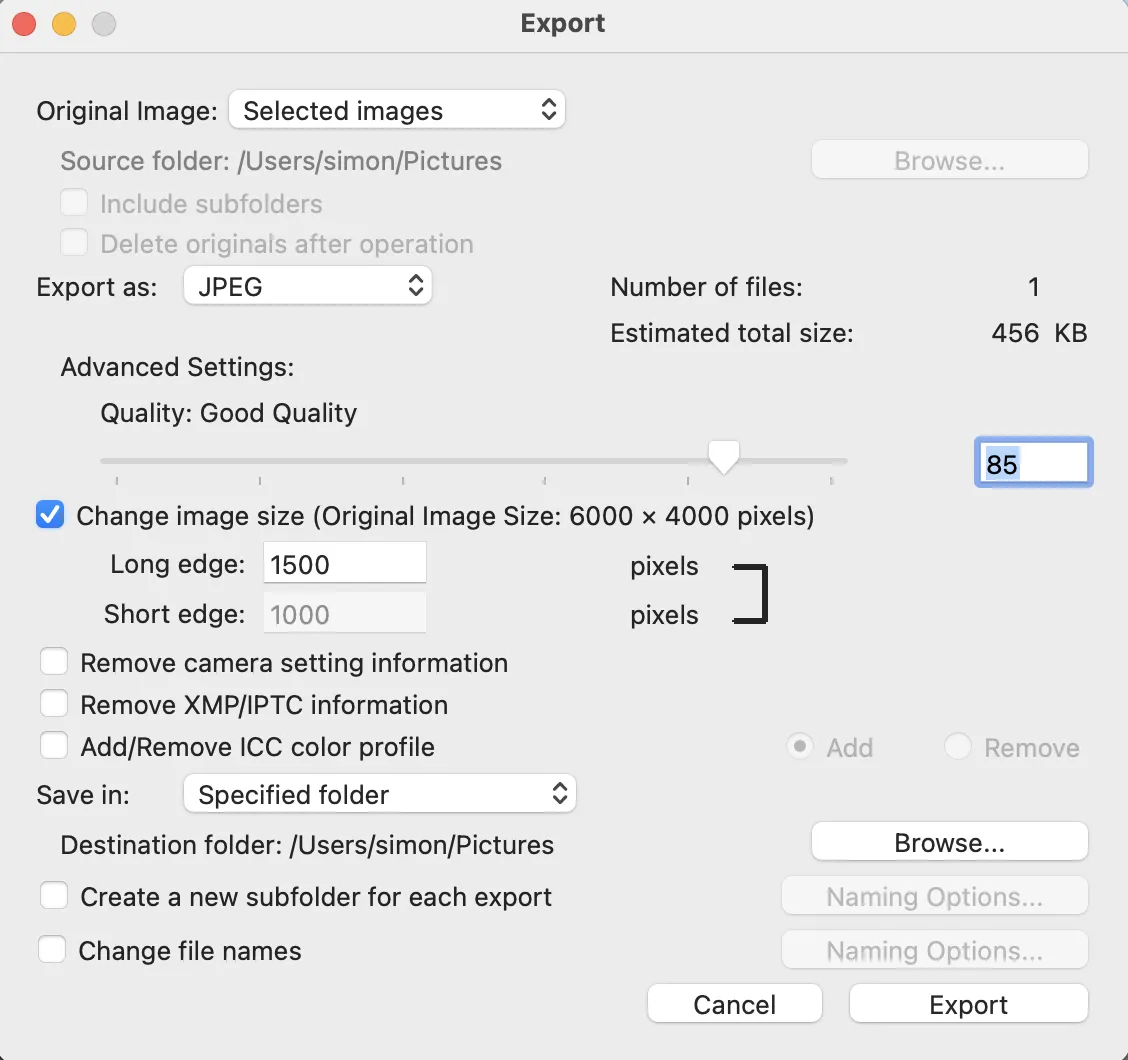 Export
Original Image: Selected images
Source folder: /Users/simon/Pictures Browse...
Include subfolders
Delete originals after operation
Export as: JPEG Number of files: 1
Estimated total size: 456 KB
Advanced Settings:
Quality: Good Quality
85
Change image size (Original Image Size: 6000 × 4000 pixels)
Long edge: 1500 pixels
Short edge: 1000 pixels
Remove camera setting information
Remove XMP/IPTC information
Add/Remove ICC color profile Add Remove
Save in: Specified folder
Destination folder: /Users/simon/Pictures Browse...
Create a new subfolder for each export Naming Options...
Change file names Naming Options...
Cancel Export